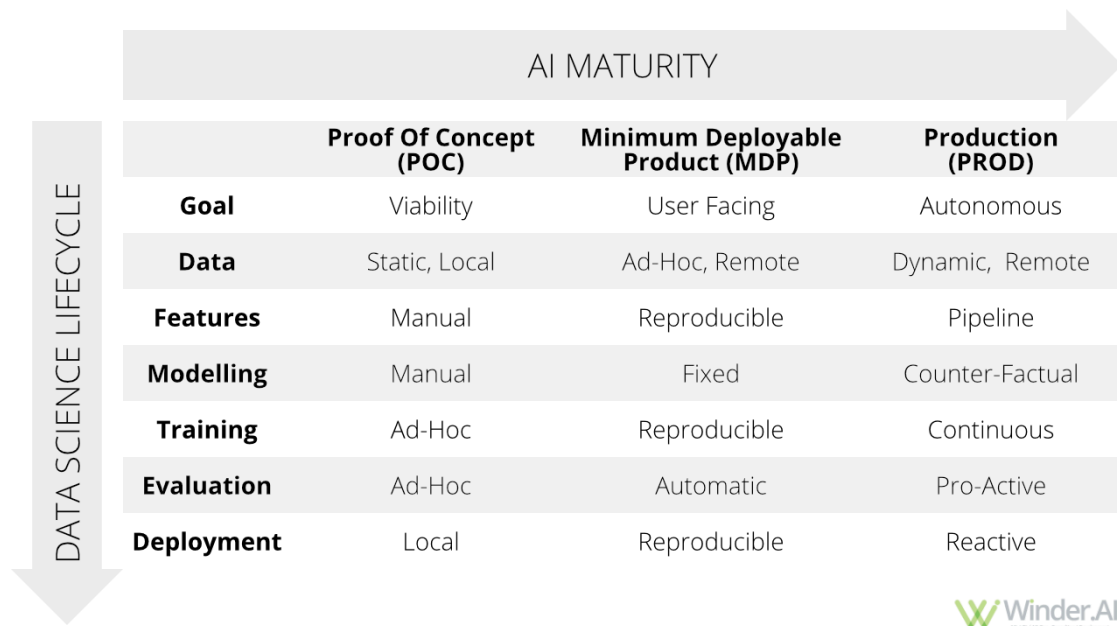 AI MATURITY
DATA SCIENCE LIFECYCLE
Proof Of Concept (POC) Minimum Deployable Product (MDP) Production (PROD)
Goal Viability User Facing Autonomous
Data Static, Local Ad-Hoc, Remote Dynamic, Remote
Features Manual Reproducible Pipeline
Modelling Manual Fixed Counter-Factual
Training Ad-Hoc Reproducible Continuous
Evaluation Ad-Hoc Automatic Pro-Active
Deployment Local Reproducible Reactive
Winder.AI